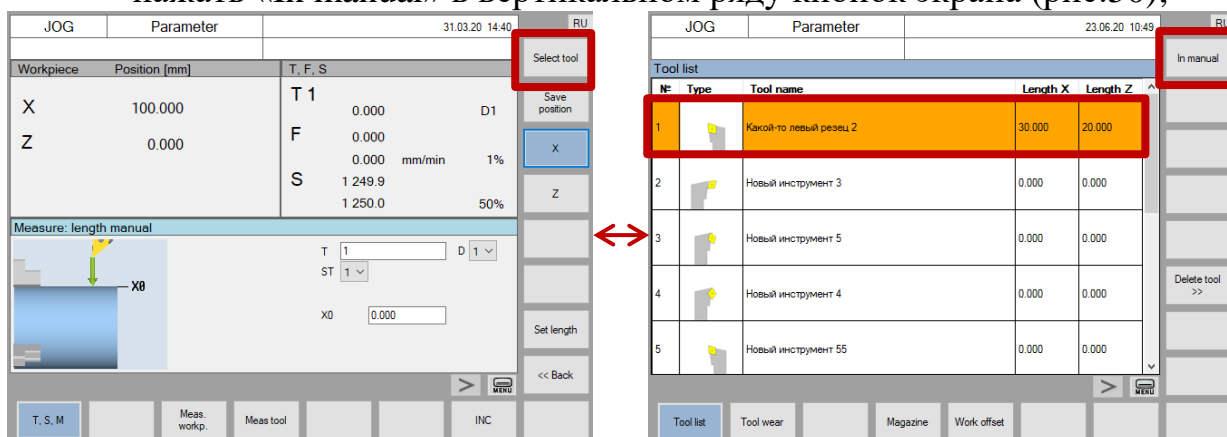 нажать «In manual» в вертикальном ряду кнопок экрана (рис.50);
JOG Parameter 31.03.20 14:40 RU
Workpiece Position [mm] T, F, S
X 100.000
Z 0.000
T 1
0.000 D1
F 0.000
0.000 mm/min 1%
S 1 249.9
1 250.0 50%
Measure: length manual
X0
T 1 D 1
ST 1
X0 0.000
Select tool
Save
position
X
Z
Set length
<< Back
> MENU
T, S, M Meas.
workp. Meas tool INC
JOG Parameter 23.06.20 10:49 RU
Tool list
№ Type Tool name Length X Length Z
1 Какой-то левый резец 2 30.000 20.000
2 Новый инструмент 3 0.000 0.000
3 Новый инструмент 5 0.000 0.000
4 Новый инструмент 4 0.000 0.000
5 Новый инструмент 55 0.000 0.000
In manual
Delete tool
>>
> MENU
Tool list Tool wear Magazine Work offset